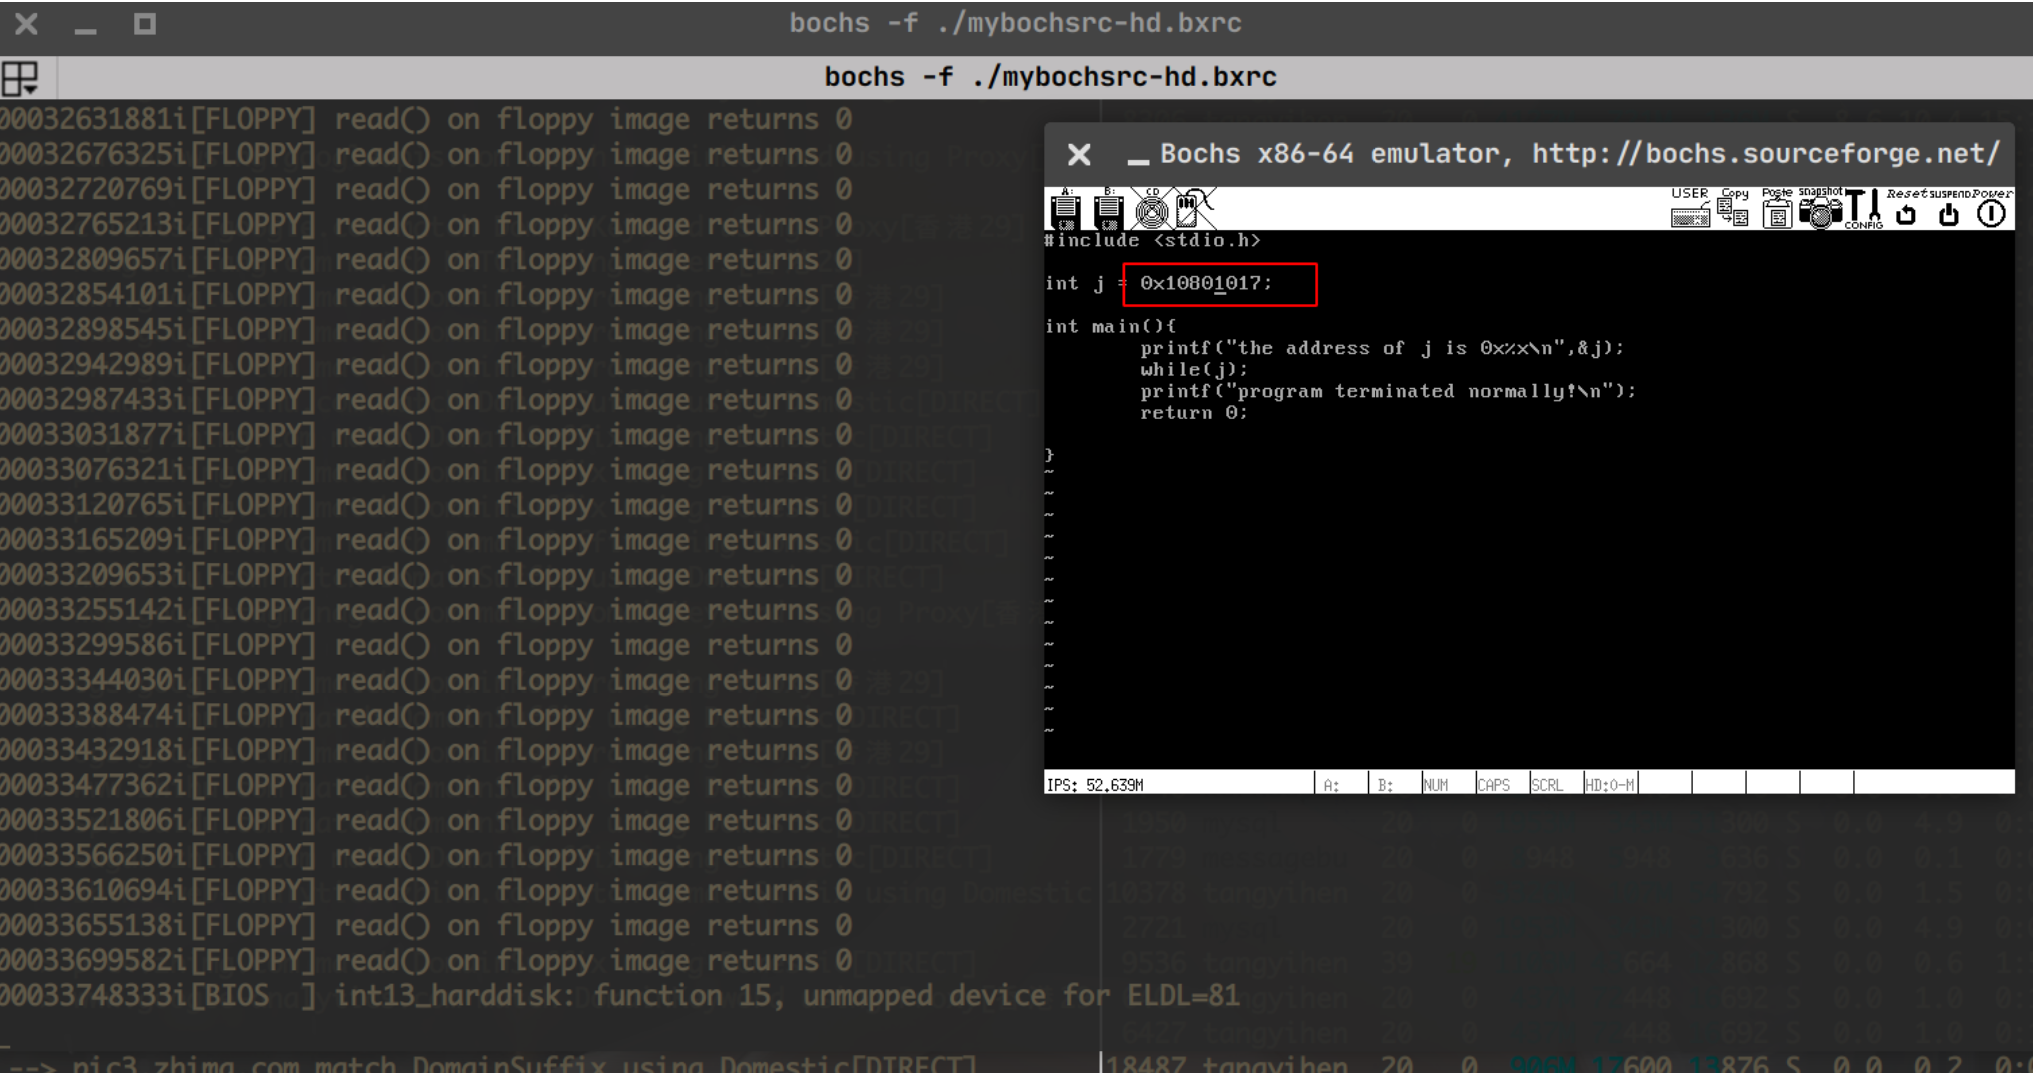 bochs -f ./mybochsrc-hd.bxrc
bochs -f ./mybochsrc-hd.bxrc
00032631881i[FLOPPY] read() on floppy image returns 0
00032676325i[FLOPPY] read() on floppy image returns 0
00032720769i[FLOPPY] read() on floppy image returns 0
00032765213i[FLOPPY] read() on floppy image returns 0
00032809657i[FLOPPY] read() on floppy image returns 0
00032854101i[FLOPPY] read() on floppy image returns 0
00032898545i[FLOPPY] read() on floppy image returns 0
00032942989i[FLOPPY] read() on floppy image returns 0
00032987433i[FLOPPY] read() on floppy image returns 0
00033031877i[FLOPPY] read() on floppy image returns 0
00033076321i[FLOPPY] read() on floppy image returns 0
00033120765i[FLOPPY] read() on floppy image returns 0
00033165209i[FLOPPY] read() on floppy image returns 0
00033209653i[FLOPPY] read() on floppy image returns 0
00033255142i[FLOPPY] read() on floppy image returns 0
00033299586i[FLOPPY] read() on floppy image returns 0
00033344030i[FLOPPY] read() on floppy image returns 0
00033388474i[FLOPPY] read() on floppy image returns 0
00033432918i[FLOPPY] read() on floppy image returns 0
00033477362i[FLOPPY] read() on floppy image returns 0
00033521806i[FLOPPY] read() on floppy image returns 0
00033566250i[FLOPPY] read() on floppy image returns 0
00033610694i[FLOPPY] read() on floppy image returns 0
00033655138i[FLOPPY] read() on floppy image returns 0
00033699582i[FLOPPY] read() on floppy image returns 0
00033748333i[BIOS  ] int13_harddisk: function 15, unmapped device for ELDL=81
--> pic3.zhimg.com match DomainSuffix using Domestic[DIRECT]
18487 tangyihen 20 0 906M 17600 13876 S 0.0 0.2
Bochs x86-64 emulator, http://bochs.sourceforge.net/
A: B: CD USER Copy Paste snapshot CONFIG Reset SUSPEND Power
#include <stdio.h>
int j = 0x10801017;
int main(){
printf("the address of j is 0x%x\n",&j);
while(j);
printf("program terminated normally!\n");
return 0;
}
~
~
~
~
~
~
~
~
~
~
~
~
~
IPS: 52.639M A: B: NUM CAPS SCRL HD:0-M